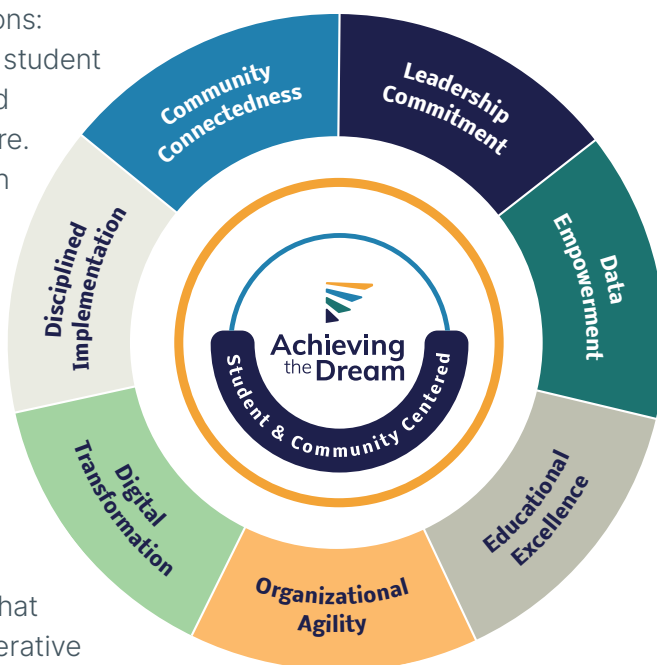 ons:
student
d
re.
n
Community
Connectedness
Leadership
Commitment
Data
Empowerment
Educational
Excellence
Organizational
Agility
Digital
Transformation
Disciplined
Implementation
Achieving
the Dream
Student & Community Centered
hat
erative